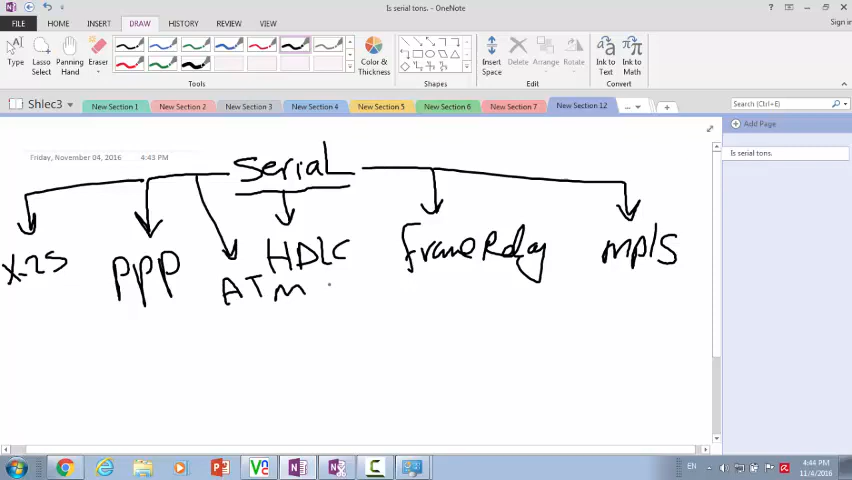 Is serial tons. - OneNote
FILE HOME INSERT DRAW HISTORY REVIEW VIEW
Sign in
Type Lasso Select Panning Hand Eraser Color & Thickness Insert Space Delete Arrange Rotate Ink to Text Ink to Math
Tools Shapes Edit Convert
Shlec3 New Section 1 New Section 2 New Section 3 New Section 4 New Section 5 New Section 6 New Section 7 New Section 12 ... Search (Ctrl+E)
Add Page
Friday, November 04, 2016 4:43 PM
Is serial tons.
Serial
X-25 PPP HDLC FrameRelay mpls
ATM
EN 4:44 PM
11/4/2016